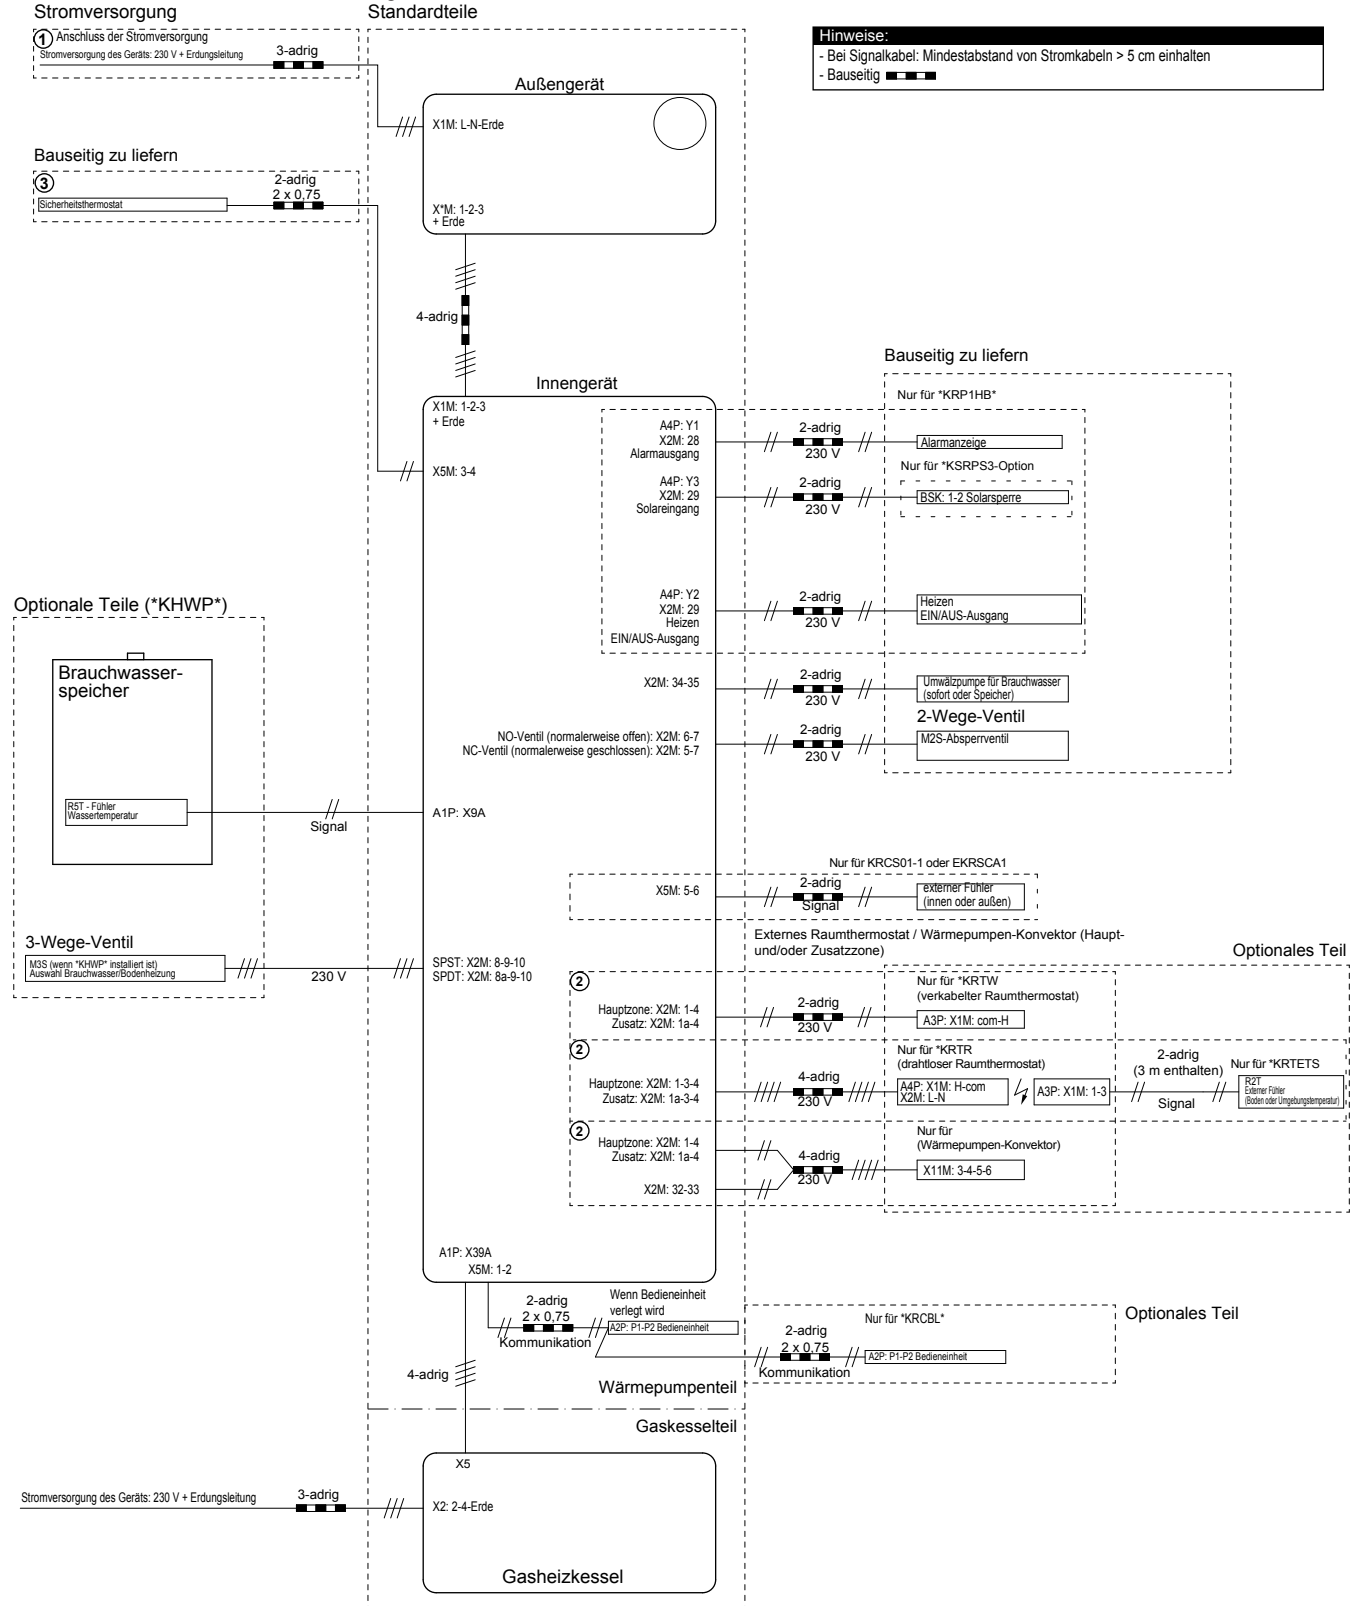 Stromversorgung
Standardteile
1 Anschluss der Stromversorgung
Stromversorgung des Geräts: 230 V + Erdungsleitung
3-adrig
Hinweise:
- Bei Signalkabel: Mindestabstand von Stromkabeln > 5 cm einhalten
- Bauseitig
Außengerät
X1M: L-N-Erde
Bauseitig zu liefern
3
2-adrig
2 x 0,75
Sicherheitsthermostat
X*M: 1-2-3
+ Erde
4-adrig
Innengerät
X1M: 1-2-3
+ Erde
X5M: 3-4
Bauseitig zu liefern
Nur für *KRP1HB*
A4P: Y1
X2M: 28
Alarmausgang
2-adrig
230 V
Alarmanzeige
Nur für *KSRPS3-Option
A4P: Y3
X2M: 29
Solareingang
2-adrig
230 V
BSK: 1-2 Solarsperre
A4P: Y2
X2M: 29
Heizen
EIN/AUS-Ausgang
2-adrig
230 V
Heizen
EIN/AUS-Ausgang
X2M: 34-35
2-adrig
230 V
Umwälzpumpe für Brauchwasser
(sofort oder Speicher)
2-Wege-Ventil
NO-Ventil (normalerweise offen): X2M: 6-7
NC-Ventil (normalerweise geschlossen): X2M: 5-7
2-adrig
230 V
M2S-Absperrventil
Optionale Teile (*KHWP*)
Brauchwasser-
speicher
R5T - Fühler
Wassertemperatur
Signal
A1P: X9A
3-Wege-Ventil
M3S (wenn *KHWP* installiert ist)
Auswahl Brauchwasser/Bodenheizung
230 V
SPST: X2M: 8-9-10
SPDT: X2M: 8a-9-10
Nur für KRCS01-1 oder EKRSCA1
X5M: 5-6
2-adrig
Signal
externer Fühler
(innen oder außen)
Externes Raumthermostat / Wärmepumpen-Konvektor (Haupt-
und/oder Zusatzzone)
Optionales Teil
2
Hauptzone: X2M: 1-4
Zusatz: X2M: 1a-4
2-adrig
230 V
Nur für *KRTW
(verkabelter Raumthermostat)
A3P: X1M: com-H
2
Hauptzone: X2M: 1-3-4
Zusatz: X2M: 1a-3-4
4-adrig
230 V
Nur für *KRTR
(drahtloser Raumthermostat)
A4P: X1M: H-com
X2M: L-N
A3P: X1M: 1-3
2-adrig
(3 m enthalten)
Signal
Nur für *KRTETS
R2T
Externer Fühler
(Boden oder Umgebungstemperatur)
2
Hauptzone: X2M: 1-4
Zusatz: X2M: 1a-4
X2M: 32-33
4-adrig
230 V
Nur für
(Wärmepumpen-Konvektor)
X11M: 3-4-5-6
A1P: X39A
X5M: 1-2
2-adrig
2 x 0,75
Kommunikation
Wenn Bedieneinheit
verlegt wird
A2P: P1-P2 Bedieneinheit
Optionales Teil
Nur für *KRCBL*
2-adrig
2 x 0,75
Kommunikation
A2P: P1-P2 Bedieneinheit
4-adrig
Wärmepumpenteil
Gaskesselteil
X5
Stromversorgung des Geräts: 230 V + Erdungsleitung
3-adrig
X2: 2-4-Erde
Gasheizkessel